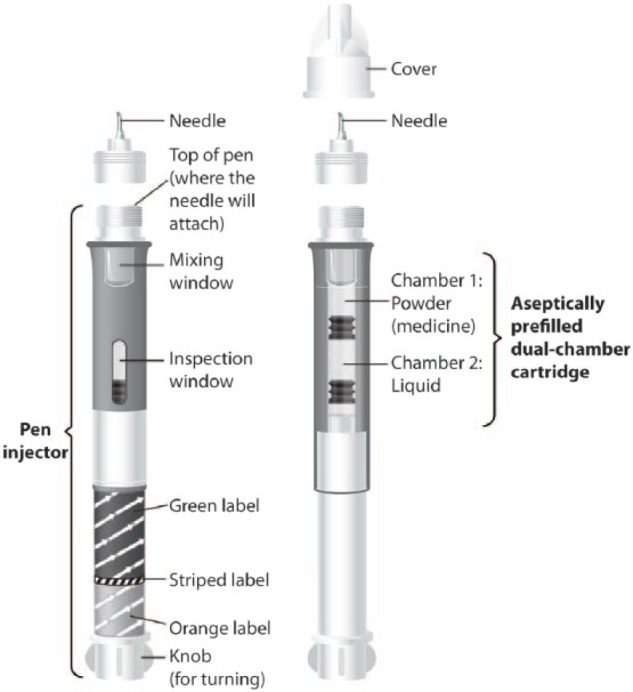 Cover
Needle
Needle
Top of pen
(where the
needle will
attach)
Mixing
window
Inspection
window
Pen
injector
Green label
Striped label
Orange label
Knob
(for turning)
Chamber 1:
Powder
(medicine)
Chamber 2:
Liquid
Aseptically
prefilled
dual-chamber
cartridge